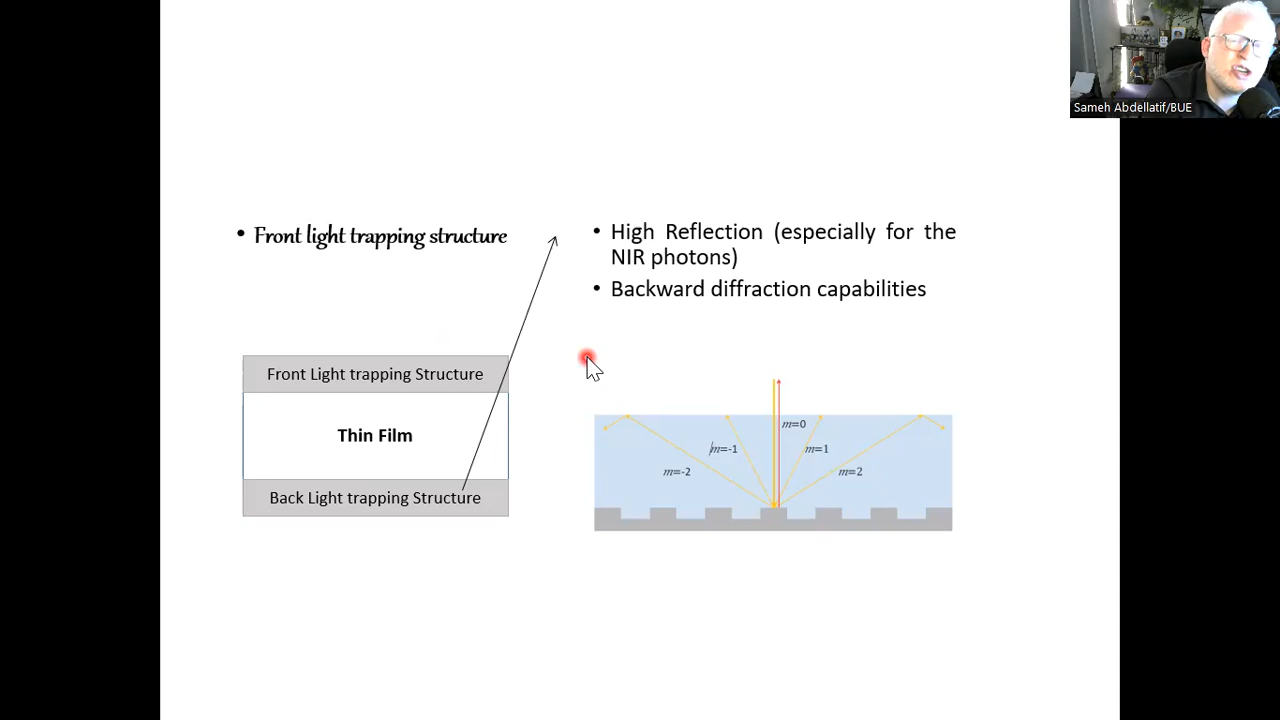 Sameh Abdellatif/BUE
• Front light trapping structure
• High Reflection (especially for the
NIR photons)
• Backward diffraction capabilities
Front Light trapping Structure
Thin Film
Back Light trapping Structure
m=0
m=-1
m=1
m=-2
m=2